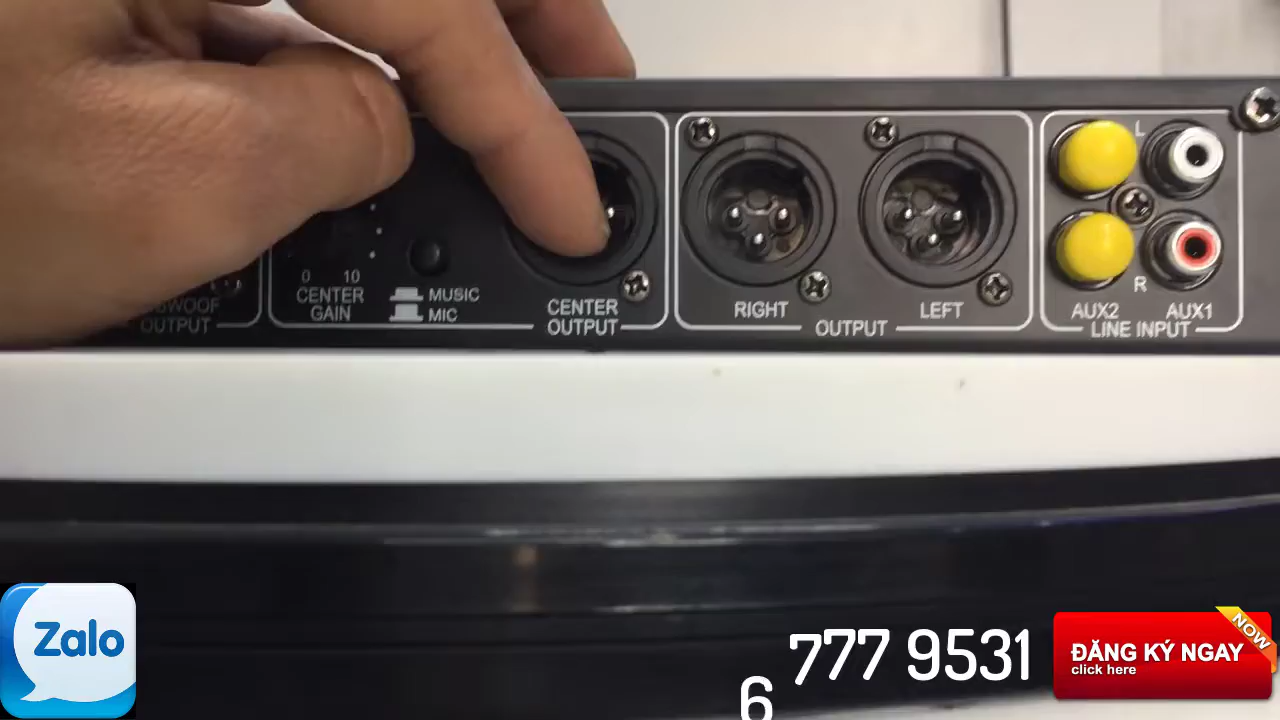 L
0 10
CENTER
GAIN
MUSIC
MIC
CENTER
OUTPUT
RIGHT
LEFT
OUTPUT
R
AUX2 AUX1
LINE INPUT
OUTPUT
Zalo
777 9531
6
ĐĂNG KÝ NGAY
click here
NOW